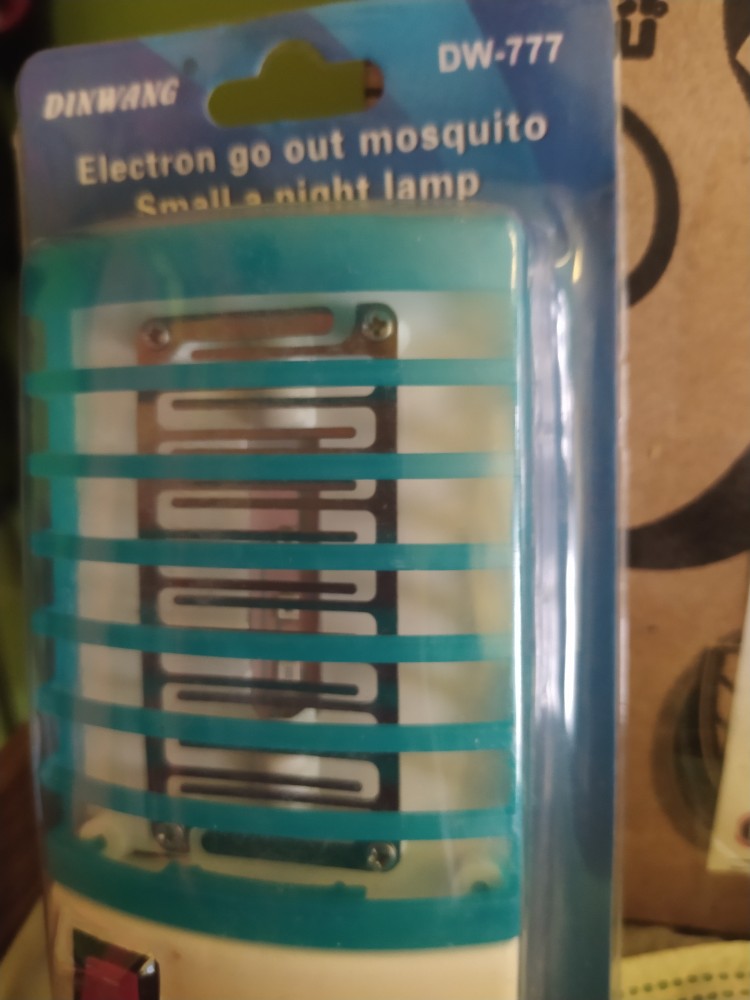 DINWANG
DW-777
Electron go out mosquito
Small a night lamp